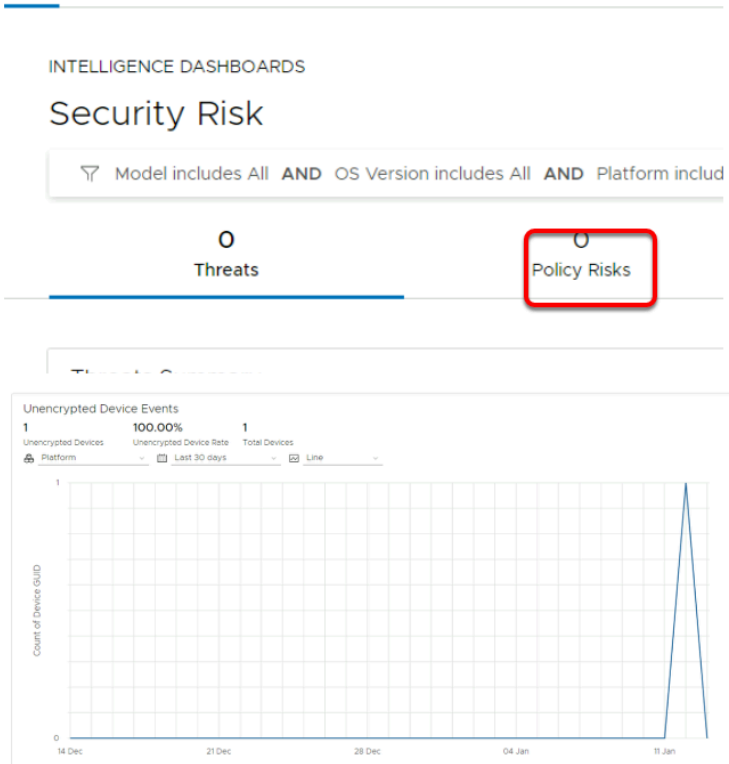 INTELLIGENCE DASHBOARDS
Security Risk
Model includes All AND OS Version includes All AND Platform includ
0 0
Threats Policy Risks
Threats Summary
Unencrypted Device Events
1 100.00% 1
Unencrypted Devices Unencrypted Device Rate Total Devices
Platform Last 30 days Line
1
Count of Device GUID
0
14 Dec 21 Dec 28 Dec 04 Jan 11 Jan